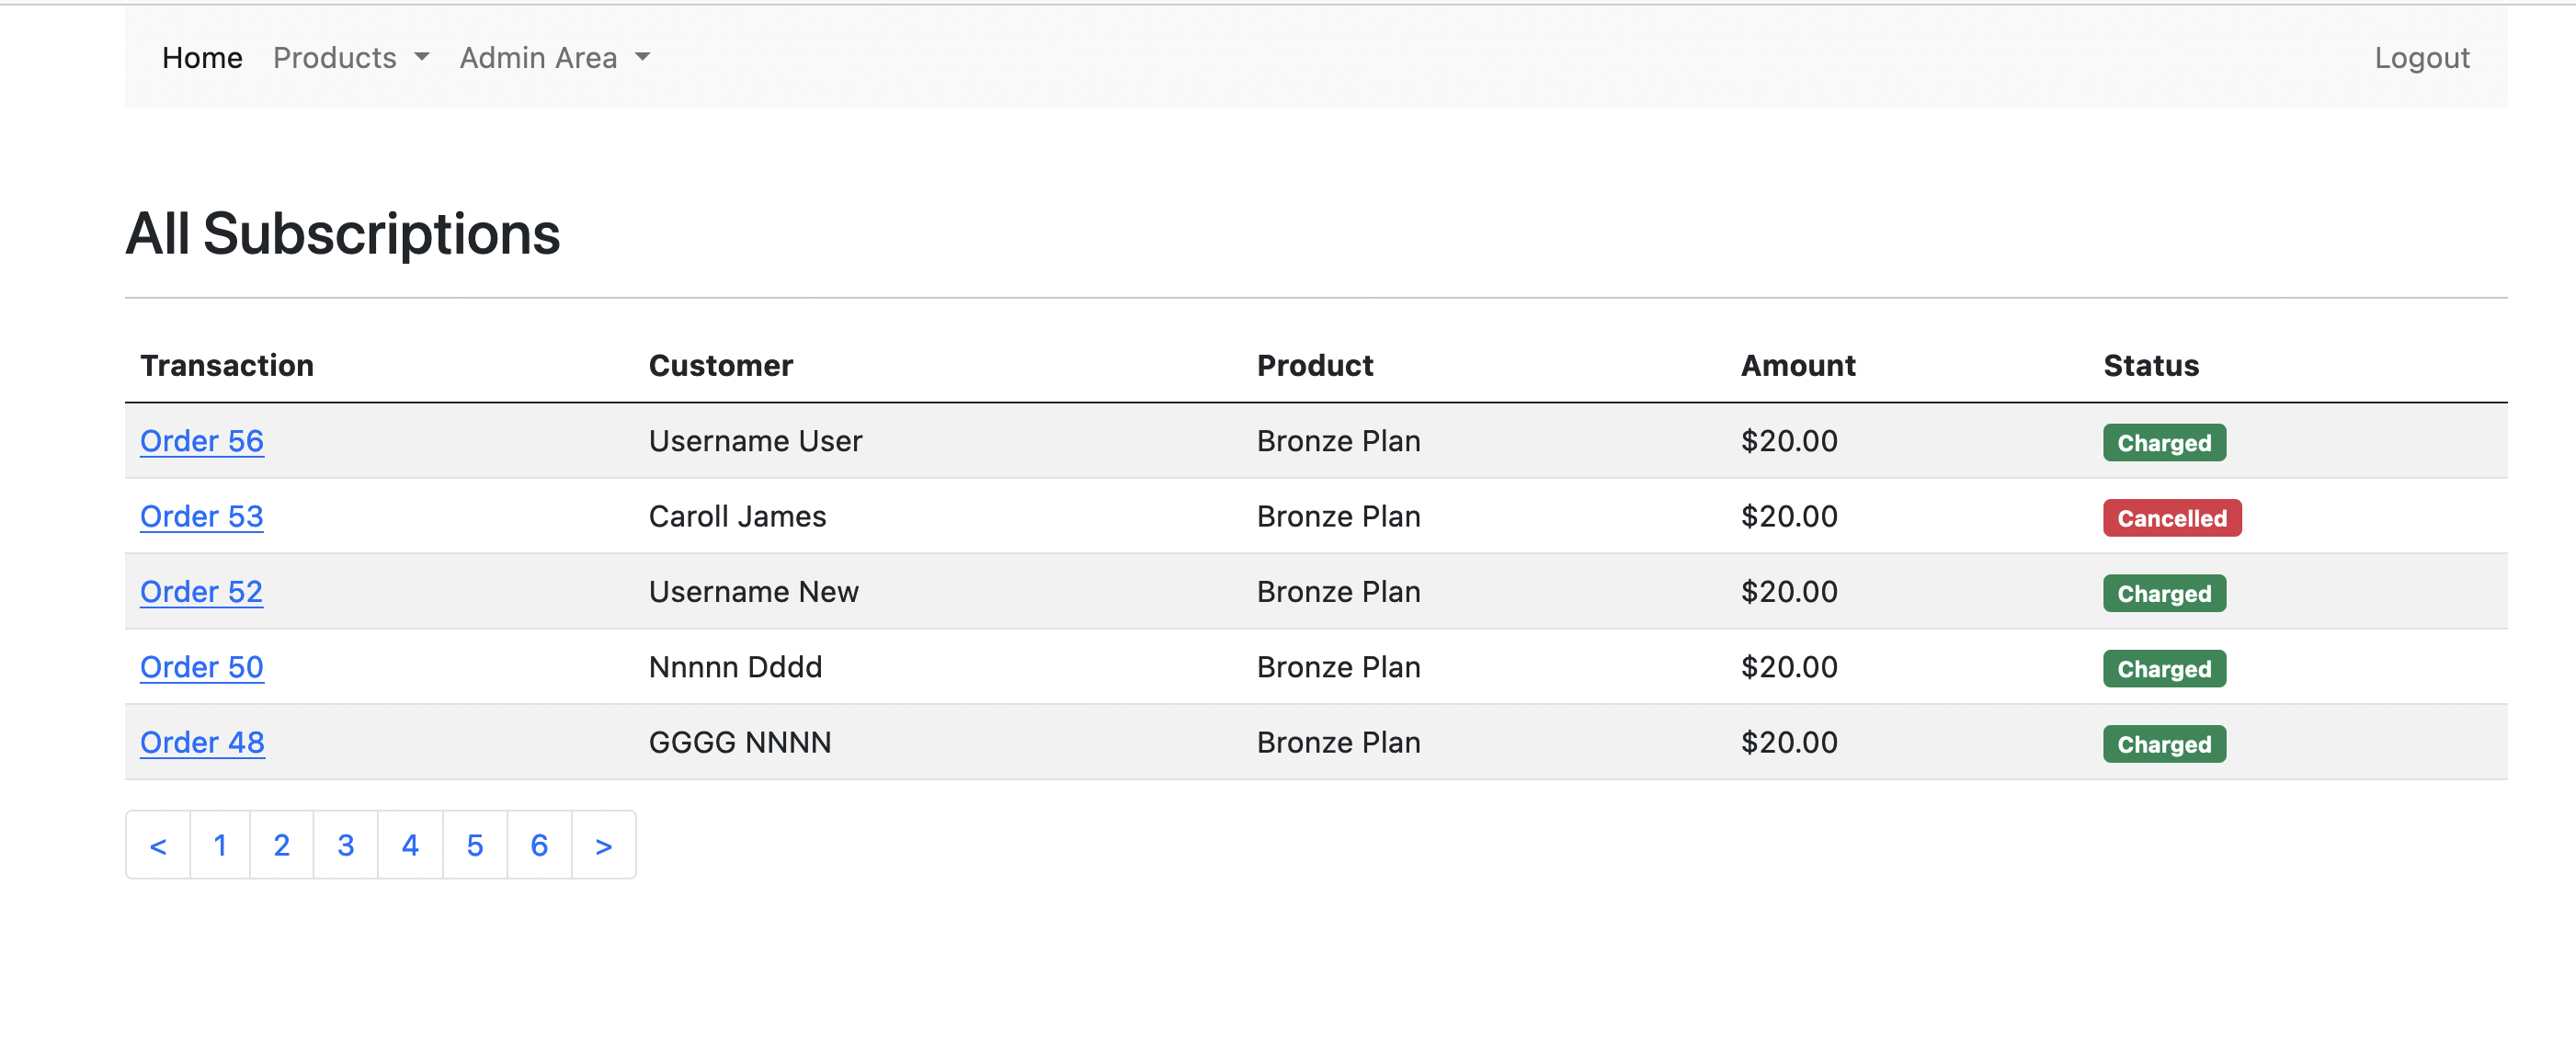 Home Products Admin Area Logout
All Subscriptions
Transaction Customer Product Amount Status
Order 56 Username User Bronze Plan $20.00 Charged
Order 53 Caroll James Bronze Plan $20.00 Cancelled
Order 52 Username New Bronze Plan $20.00 Charged
Order 50 Nnnnn Dddd Bronze Plan $20.00 Charged
Order 48 GGGG NNNN Bronze Plan $20.00 Charged
< 1 2 3 4 5 6 >